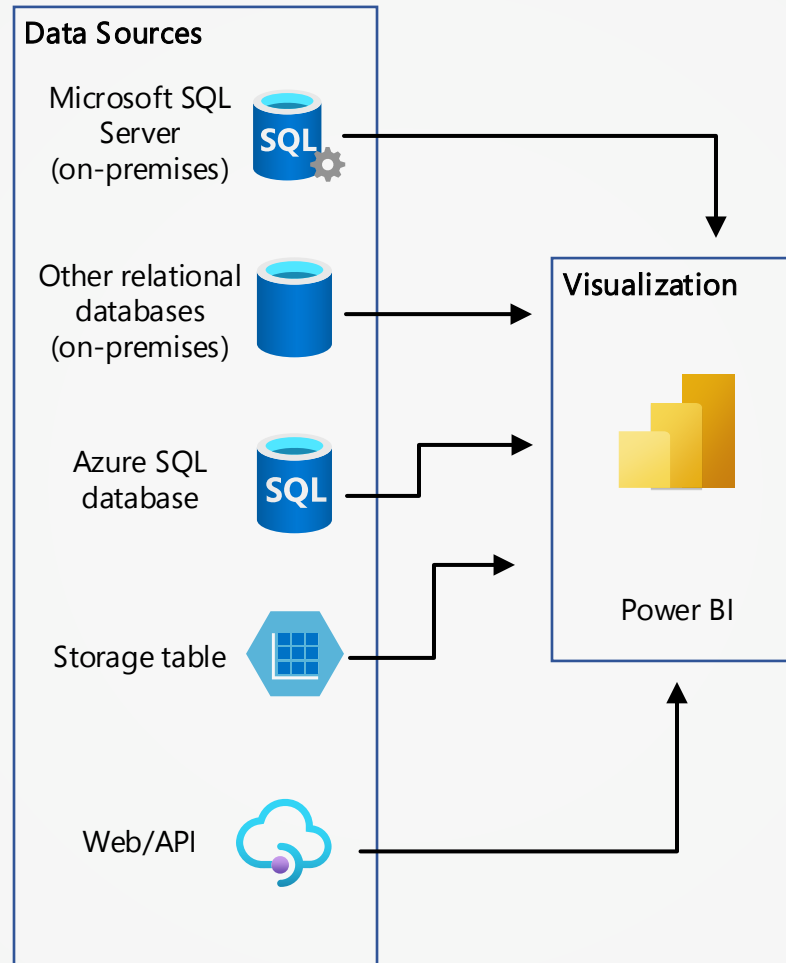 Data Sources
Microsoft SQL
Server
(on-premises)
SQL
Other relational
databases
(on-premises)
Visualization
Azure SQL
database
SQL
Power BI
Storage table
Web/API